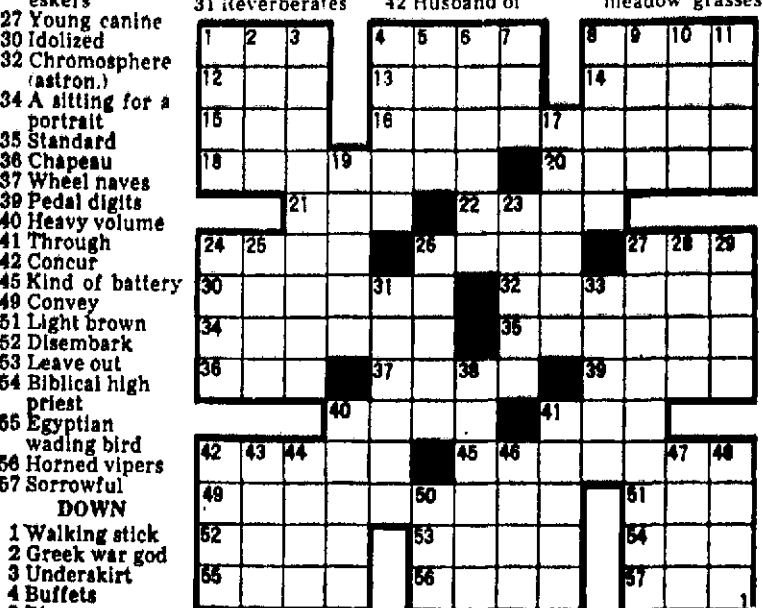 eskers
27 Young canine
30 Idolized
32 Chromosphere
(astron.)
34 A sitting for a
portrait
35 Standard
36 Chapeau
37 Wheel naves
39 Pedal digits
40 Heavy volume
41 Through
42 Concur
45 Kind of battery
49 Convey
51 Light brown
52 Disembark
53 Leave out
54 Biblical high
priest
55 Egyptian
wading bird
56 Horned vipers
57 Sorrowful
DOWN
1 Walking stick
2 Greek war god
3 Underskirt
4 Buffets
31 Reverberates
42 Husband of
meadow grasses
1 2 3 4 5 6 7 8 9 10 11
12 13 14
15 16 17
18 19 20
21 22 23
24 25 26 27 28 29
30 31 32 33
34 35
36 37 38 39
40 41
42 43 44 45 46 47 48
49 50 51
52 53 54
55 56 57
1